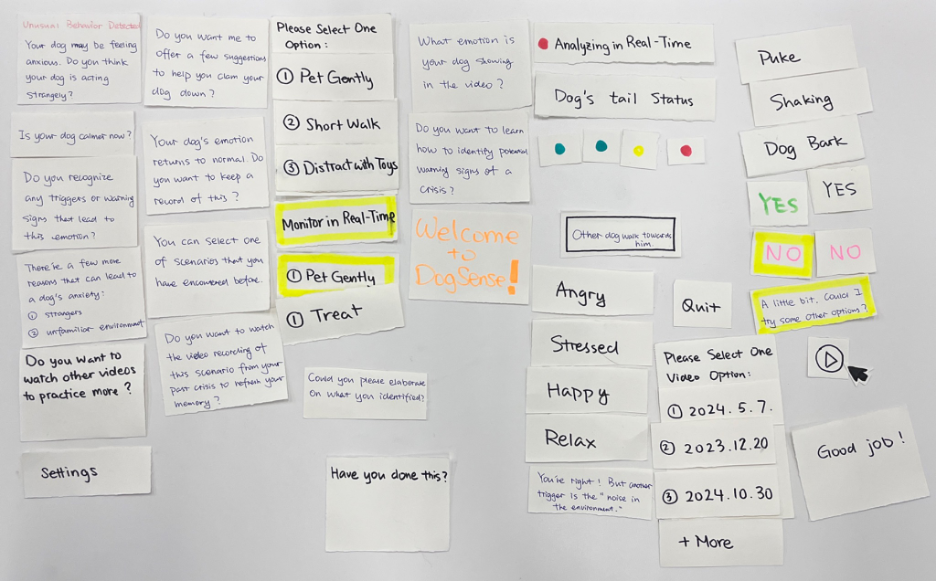 Unusual Behavior Detected
Your dog may be feeling
anxious. Do you think
your dog is acting
strangely?
Is your dog calmer now?
Do you recognize
any triggers or warning
signs that lead to
this emotion?
There're a few more
reasons that can lead to
a dog's anxiety:
① strangers
② unfamiliar environment
Do you Want to
watch other videos
to practice more?
Settings
Do you want me to
offer a few suggestions
to help you clam your
dog down?
Your dog's emotion
returns to normal. Do
you want to keep a
record of this?
You can select one
of scenarios that you
have encountered before.
Do you want to watch
the video recording of
this scenario from your
past crisis to refresh your
memory?
Please Select One
Option:
① Pet Gently
② Short Walk
③ Distract with Toys
Monitor in Real-Time
① Pet Gently
① Treat
Could you please elaborate
on what you identified?
Have you done this?
What emotion is
your dog showing
in the video?
Do you want to learn
how to identify potential
warning signs of a
crisis?
Welcome
to
DogSense!
Analyzing in Real-Time
Dog's tail Status
Other dog walk towards
him
Angry
Stressed
Happy
Relax
You're right! But another
trigger is the "noise in
the environment."
Quit
Please Select One
Video Option:
① 2024.5.7.
② 2023.12.20
③ 2024.10.30
+ More
Puke
Shaking
Dog Bark
YES
YES
NO
NO
A little bit. Could I
try some other options?
Good job!